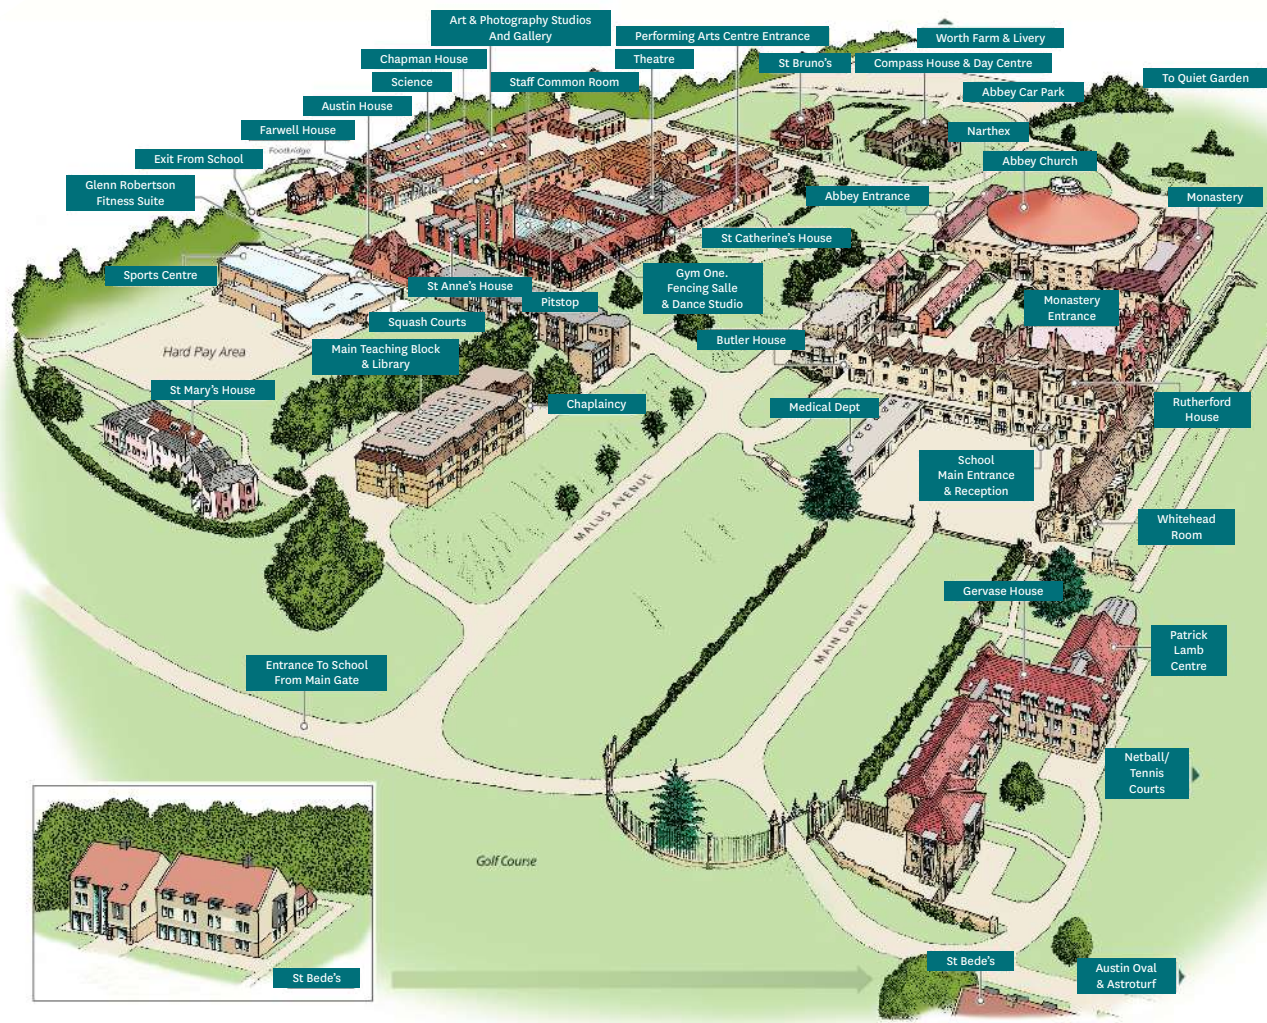 Art & Photography Studios
And Gallery
Performing Arts Centre Entrance
Worth Farm & Livery
Chapman House
Theatre
St Bruno's
Compass House & Day Centre
Science
Staff Common Room
To Quiet Garden
Abbey Car Park
Austin House
Farwell House
Narthex
Footbridge
Exit From School
Abbey Church
Glenn Robertson
Fitness Suite
Abbey Entrance
Monastery
St Catherine's House
Sports Centre
Gym One.
Fencing Salle
& Dance Studio
St Anne's House
Pitstop
Monastery
Entrance
Squash Courts
Butler House
Hard Play Area
Main Teaching Block
& Library
St Mary's House
Chaplaincy
Medical Dept
Rutherford
House
School
Main Entrance
& Reception
MALUS AVENUE
Whitehead
Room
Gervase House
MAIN DRIVE
Patrick
Lamb
Centre
Entrance To School
From Main Gate
Netball/
Tennis
Courts
Golf Course
St Bede's
St Bede's
Austin Oval
& Astroturf